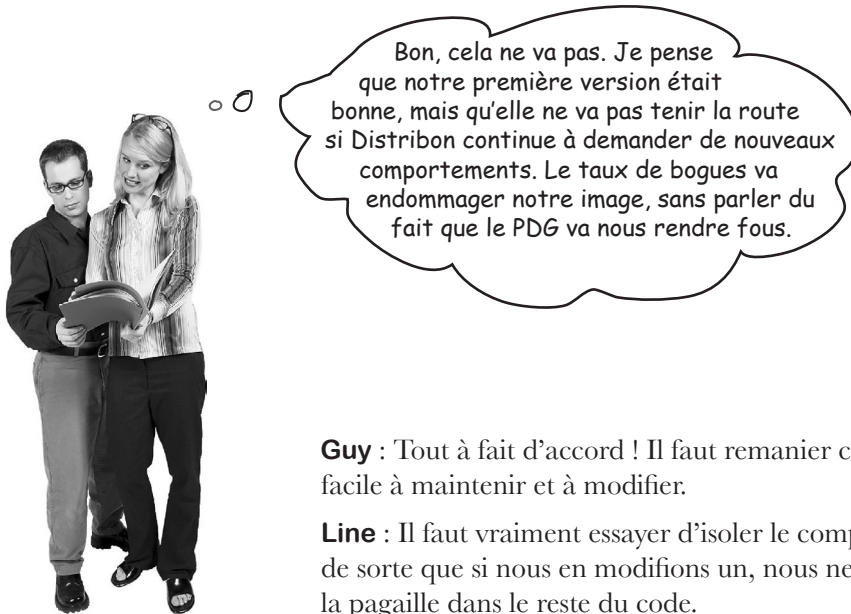 Bon, cela ne va pas. Je pense
que notre première version était
bonne, mais qu'elle ne va pas tenir la route
si Distribon continue à demander de nouveaux
comportements. Le taux de bogues va
endommager notre image, sans parler du
fait que le PDG va nous rendre fous.
Guy : Tout à fait d'accord ! Il faut remanier
facile à maintenir et à modifier.
Line : Il faut vraiment essayer d'isoler le
de sorte que si nous en modifions un, nous
la pagaille dans le reste du code.